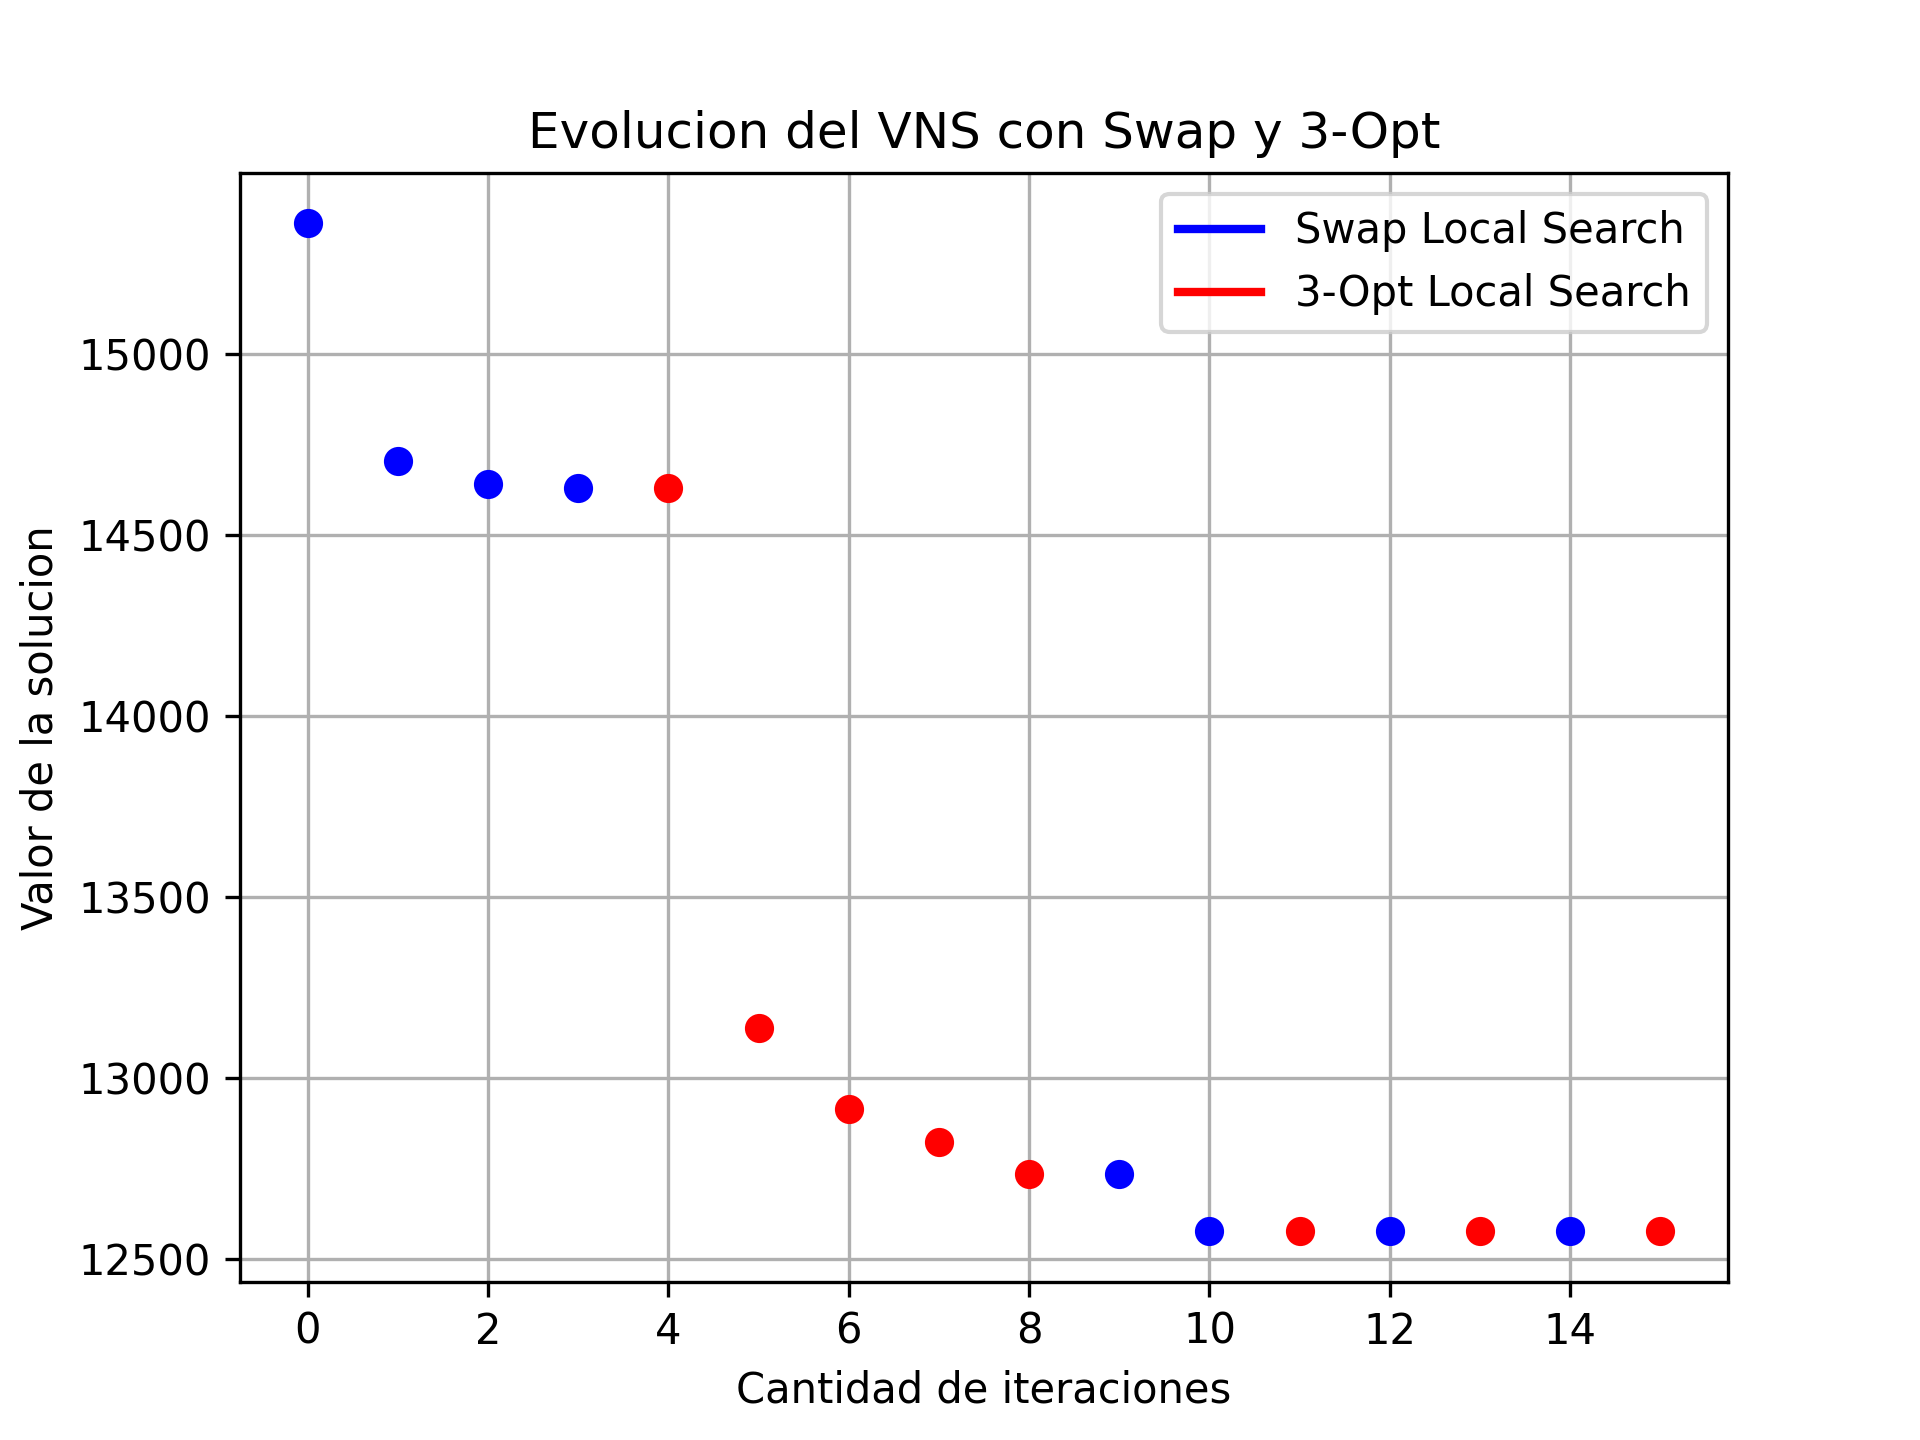 Evolucion del VNS con Swap y 3-Opt
Swap Local Search
3-Opt Local Search
Valor de la solucion
15000
14500
14000
13500
13000
12500
0 2 4 6 8 10 12 14
Cantidad de iteraciones